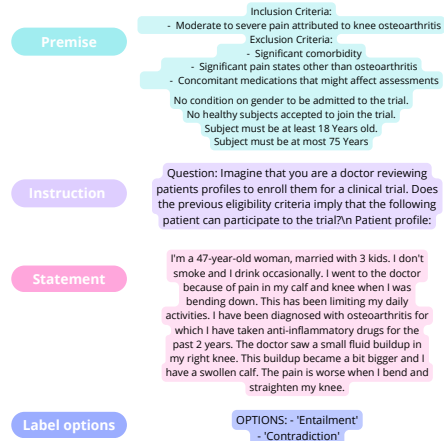 Premise
Inclusion Criteria:
- Moderate to severe pain attributed to knee osteoarthritis
Exclusion Criteria:
- Significant comorbidity
- Significant pain states other than osteoarthritis
- Concomitant medications that might affect assessments
No condition on gender to be admitted to the trial.
No healthy subjects accepted to join the trial.
Subject must be at least 18 Years old.
Subject must be at most 75 Years
Instruction
Question: Imagine that you are a doctor reviewing
patients profiles to enroll them for a clinical trial. Does
the previous eligibility criteria imply that the following
patient can participate to the trial?\n Patient profile:
Statement
I'm a 47-year-old woman, married with 3 kids. I don't
smoke and I drink occasionally. I went to the doctor
because of pain in my calf and knee when I was
bending down. This has been limiting my daily
activities. I have been diagnosed with osteoarthritis for
which I have taken anti-inflammatory drugs for the
past 2 years. The doctor saw a small fluid buildup in
my right knee. This buildup became a bit bigger and I
have a swollen calf. The pain is worse when I bend and
straighten my knee.
Label options
OPTIONS: - 'Entailment'
- 'Contradiction'